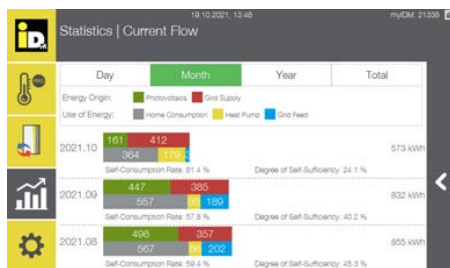 19.10.2021, 13:48
myiDM: 21338
iD.
Statistics | Current Flow
PRO
Day Month Year Total
Energy Origin: Photovoltaics Grid Supply
Use of Energy: Home Consumption Heat Pump Grid Feed
2021.10 161 412 573 kWh
364 179
Self-Consumption Rate: 81.4 % Degree of Self-Sufficiency: 24.1 %
2021.09 447 385 832 kWh
557 86 189
Self-Consumption Rate: 57.8 % Degree of Self-Sufficiency: 40.2 %
2021.08 498 357 855 kWh
567 86 202
Self-Consumption Rate: 59.4 % Degree of Self-Sufficiency: 45.3 %